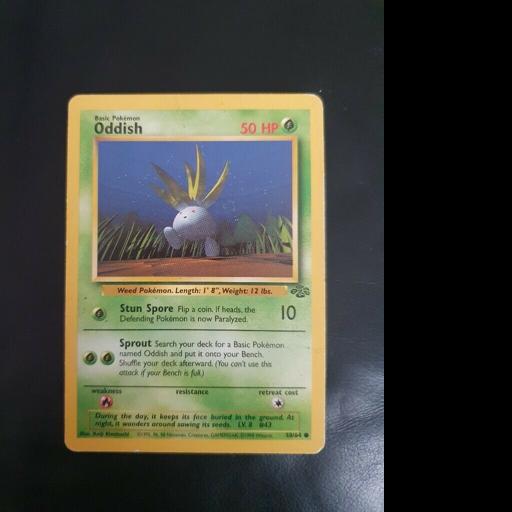 Basic Pokémon
Oddish 50 HP
Weed Pokémon. Length: 1' 8", Weight: 12 lbs.
Stun Spore Flip a coin. If heads, the
Defending Pokémon is now Paralyzed.
10
Sprout Search your deck for a Basic Pokémon
named Oddish and put it onto your Bench.
Shuffle your deck afterward. (You can't use this
attack if your Bench is full.)
weakness resistance retreat cost
During the day, it keeps its face buried in the ground. At
night, it wanders around sowing its seeds. LV. 8 #43
58/64